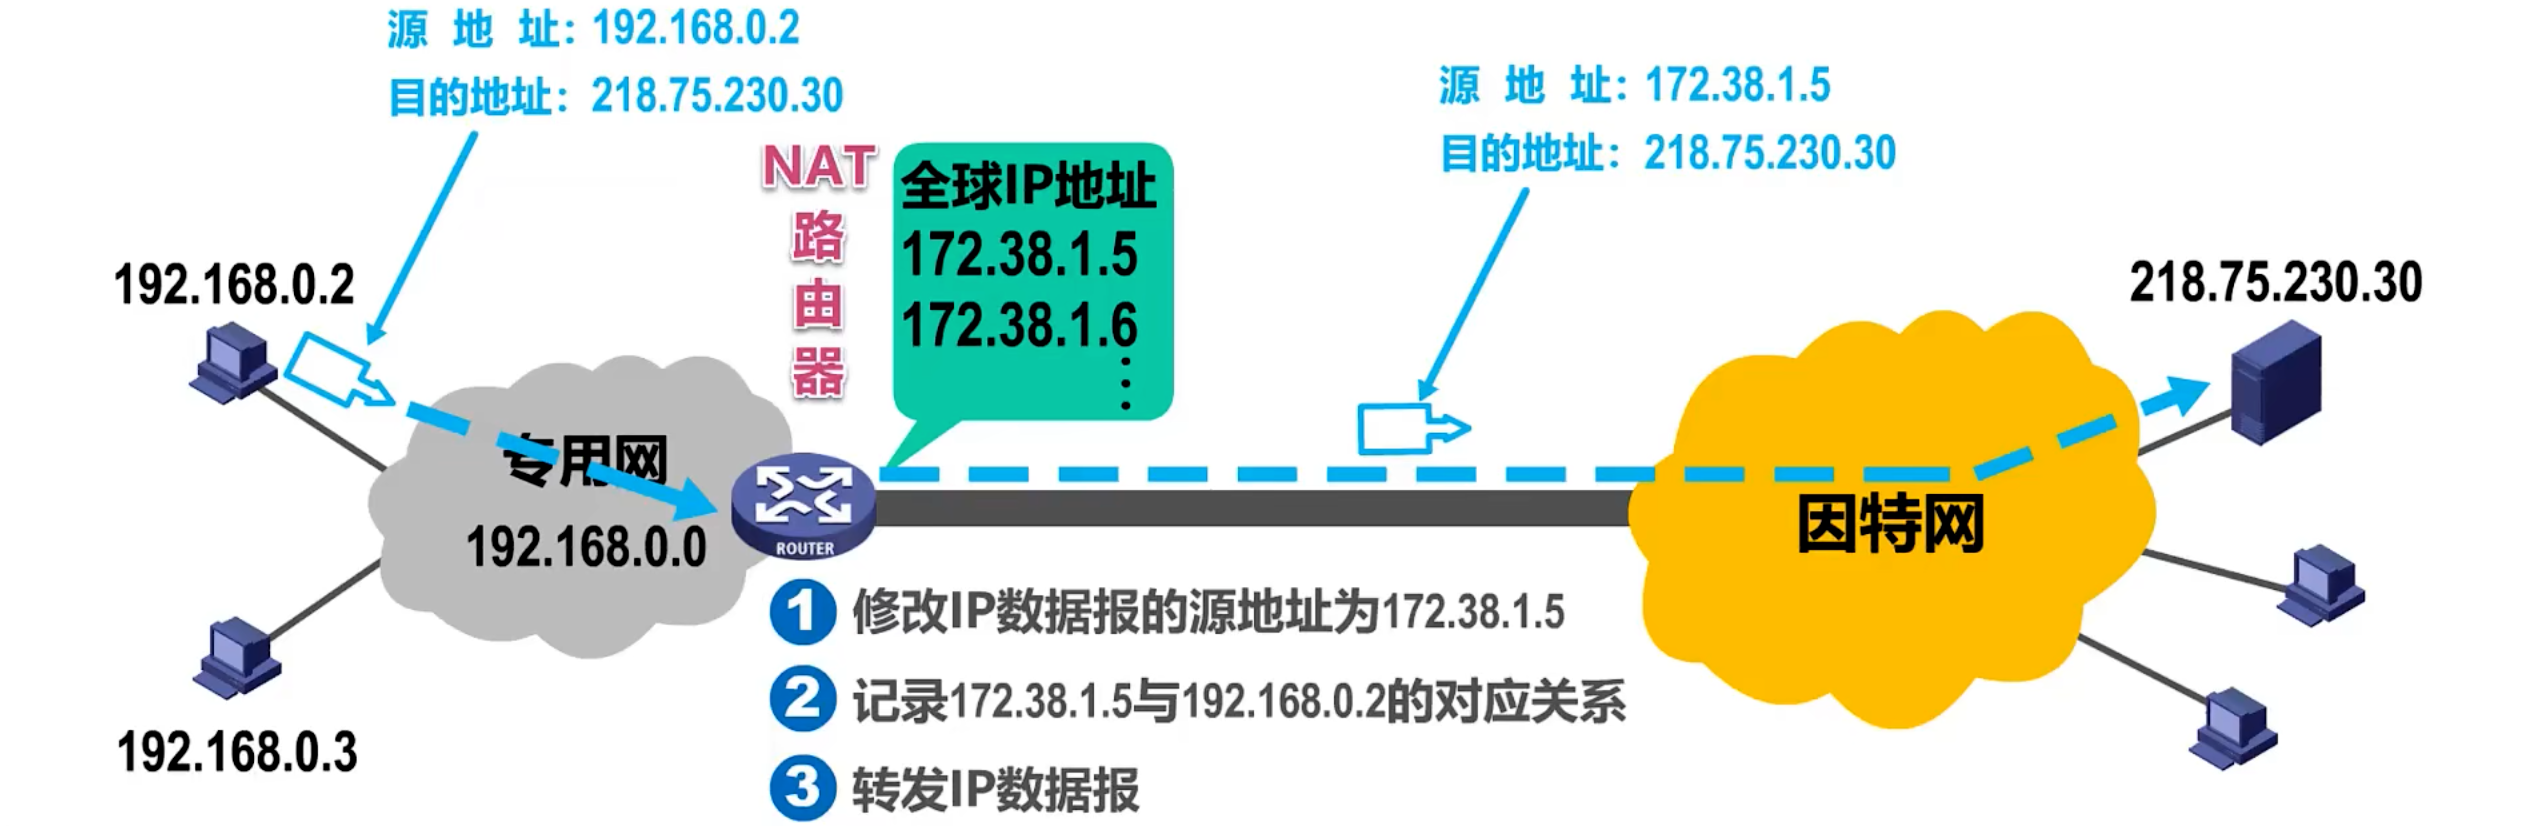 源 地 址：192.168.0.2
目的地址：218.75.230.30
源 地 址：172.38.1.5
目的地址：218.75.230.30
NAT
路
由
器
全球IP地址
172.38.1.5
172.38.1.6
⋮
192.168.0.2
218.75.230.30
专用网
192.168.0.0
ROUTER
因特网
192.168.0.3
1 修改IP数据报的源地址为172.38.1.5
2 记录172.38.1.5与192.168.0.2的对应关系
3 转发IP数据报